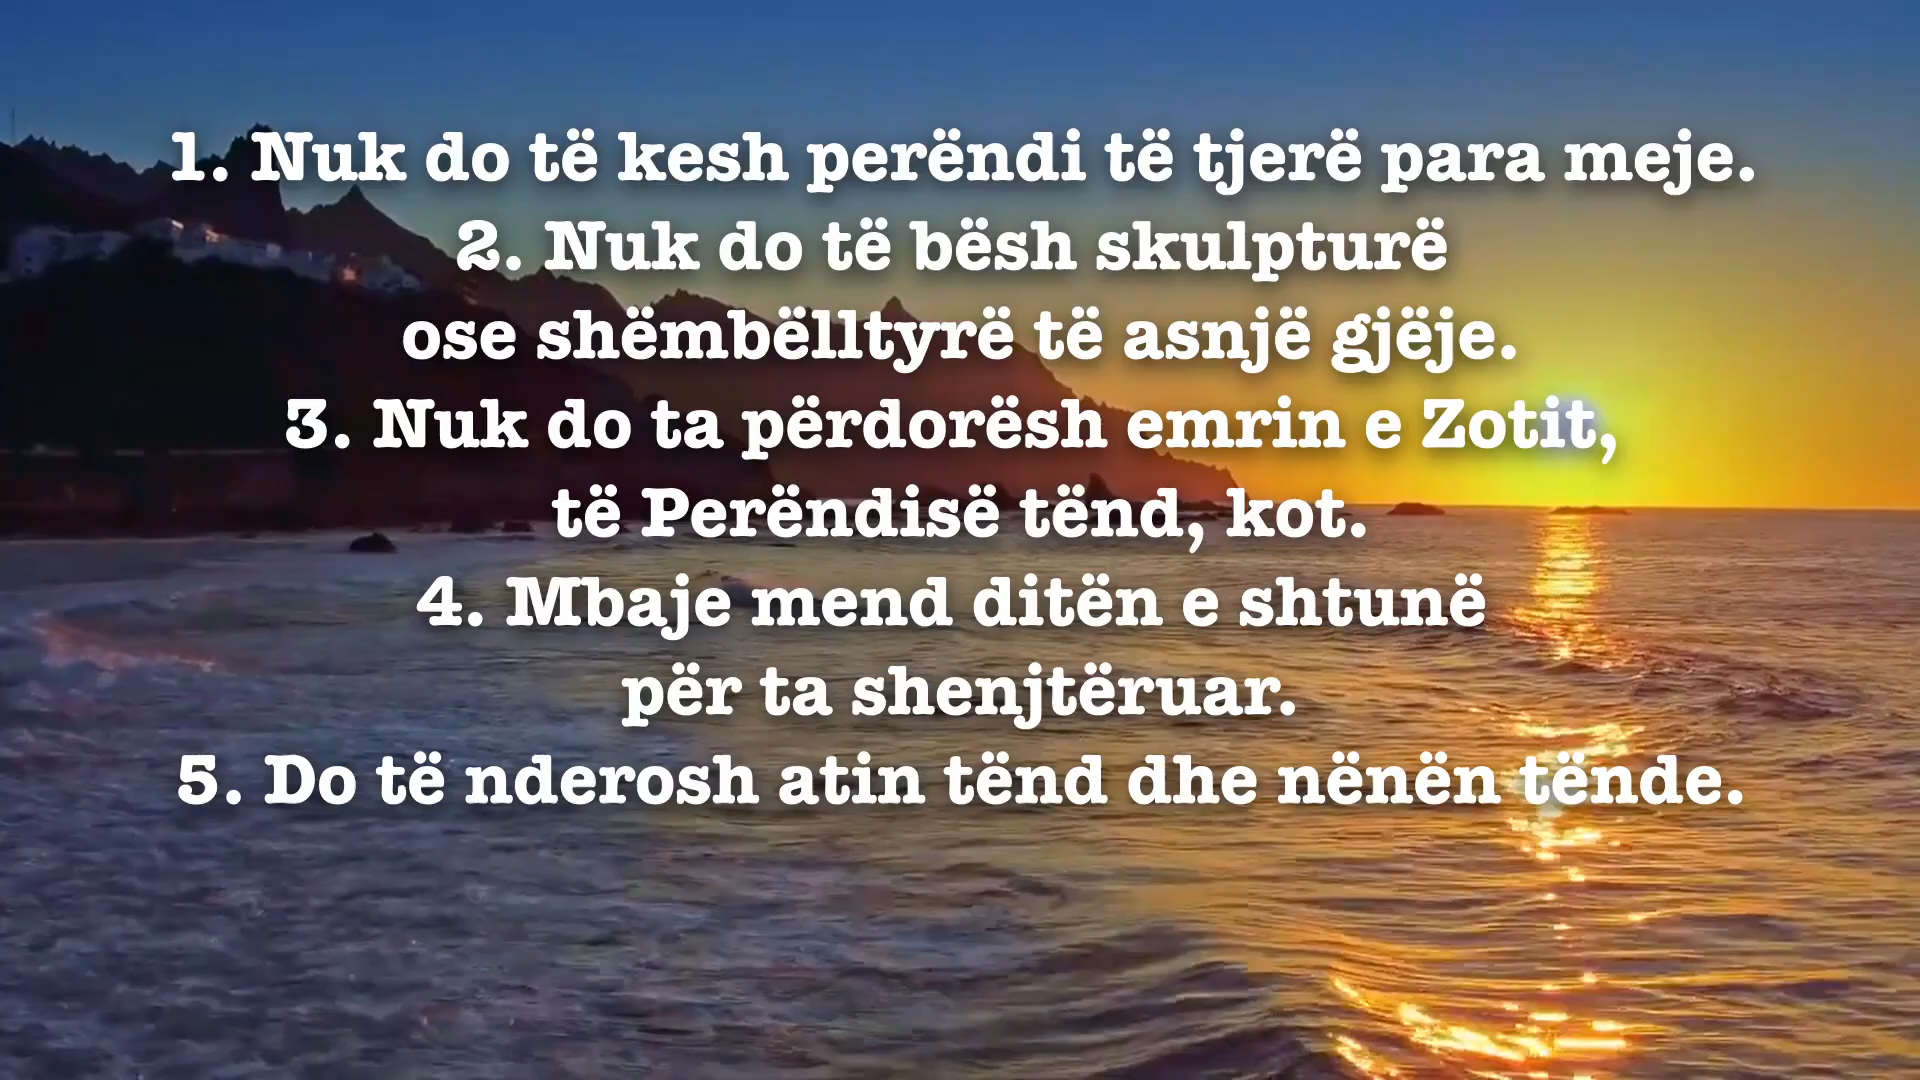 1. Nuk do të kesh perëndi të tjerë para meje.
2. Nuk do të bësh skulpturë
ose shëmbëlltyrë të asnjë gjëje.
3. Nuk do ta përdorësh emrin e Zotit,
të Perëndisë tënd, kot.
4. Mbaje mend ditën e shtunë
për ta shenjtëruar.
5. Do të nderosh atin tënd dhe nënën tënde.